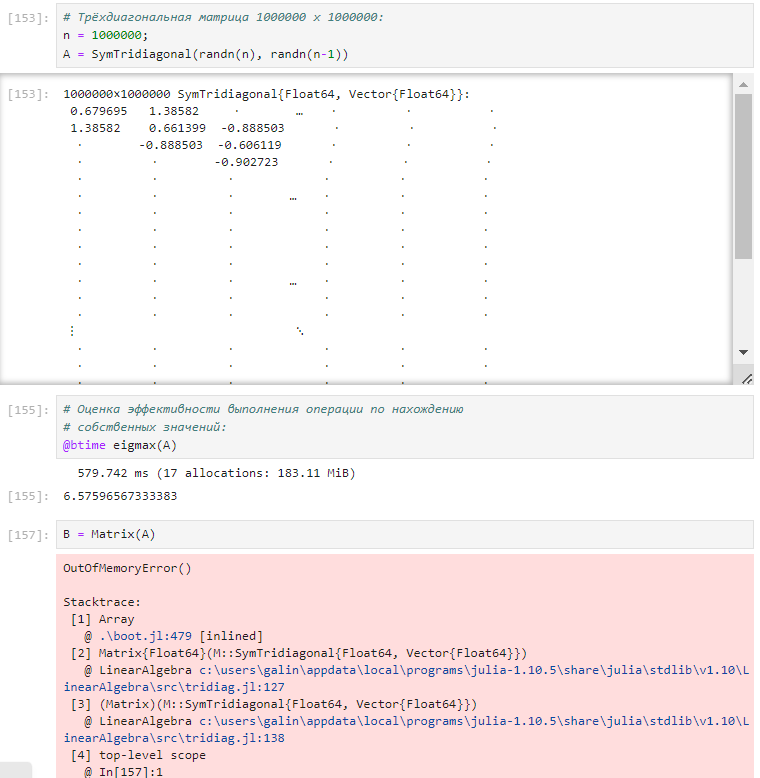 [153]: # Трёхдиагональная матрица 1000000 x 1000000:
n = 1000000;
A = SymTridiagonal(randn(n), randn(n-1))
[153]: 1000000×1000000 SymTridiagonal{Float64, Vector{Float64}}:
0.679695 1.38582 ⋅ … ⋅ ⋅ ⋅
1.38582 0.661399 -0.888503 ⋅ ⋅ ⋅
⋅ -0.888503 -0.606119 ⋅ ⋅ ⋅
⋅ ⋅ -0.902723 ⋅ ⋅ ⋅
⋅ ⋅ ⋅ ⋅ ⋅ ⋅
⋅ ⋅ ⋅ … ⋅ ⋅ ⋅
⋅ ⋅ ⋅ ⋅ ⋅ ⋅
⋅ ⋅ ⋅ ⋅ ⋅ ⋅
⋅ ⋅ ⋅ ⋅ ⋅ ⋅
⋅ ⋅ ⋅ ⋅ ⋅ ⋅
⋅ ⋅ ⋅ … ⋅ ⋅ ⋅
⋅ ⋅ ⋅ ⋅ ⋅ ⋅
⋅ ⋅ ⋅ ⋅ ⋅ ⋅
⋮ ⋱
⋅ ⋅ ⋅ ⋅ ⋅ ⋅
⋅ ⋅ ⋅ ⋅ ⋅ ⋅
⋅ ⋅ ⋅ ⋅ ⋅ ⋅
[155]: # Оценка эффективности выполнения операции по нахождению
# собственных значений:
@btime eigmax(A)
579.742 ms (17 allocations: 183.11 MiB)
[155]: 6.57596567333383
[157]: B = Matrix(A)
OutOfMemoryError()
Stacktrace:
[1] Array
@ .\boot.jl:479 [inlined]
[2] Matrix{Float64}(M::SymTridiagonal{Float64, Vector{Float64}})
@ LinearAlgebra c:\users\galin\appdata\local\programs\julia-1.10.5\share\julia\stdlib\v1.10\L
inearAlgebra\src\tridiag.jl:127
[3] (Matrix)(M::SymTridiagonal{Float64, Vector{Float64}})
@ LinearAlgebra c:\users\galin\appdata\local\programs\julia-1.10.5\share\julia\stdlib\v1.10\L
inearAlgebra\src\tridiag.jl:138
[4] top-level scope
@ In[157]:1